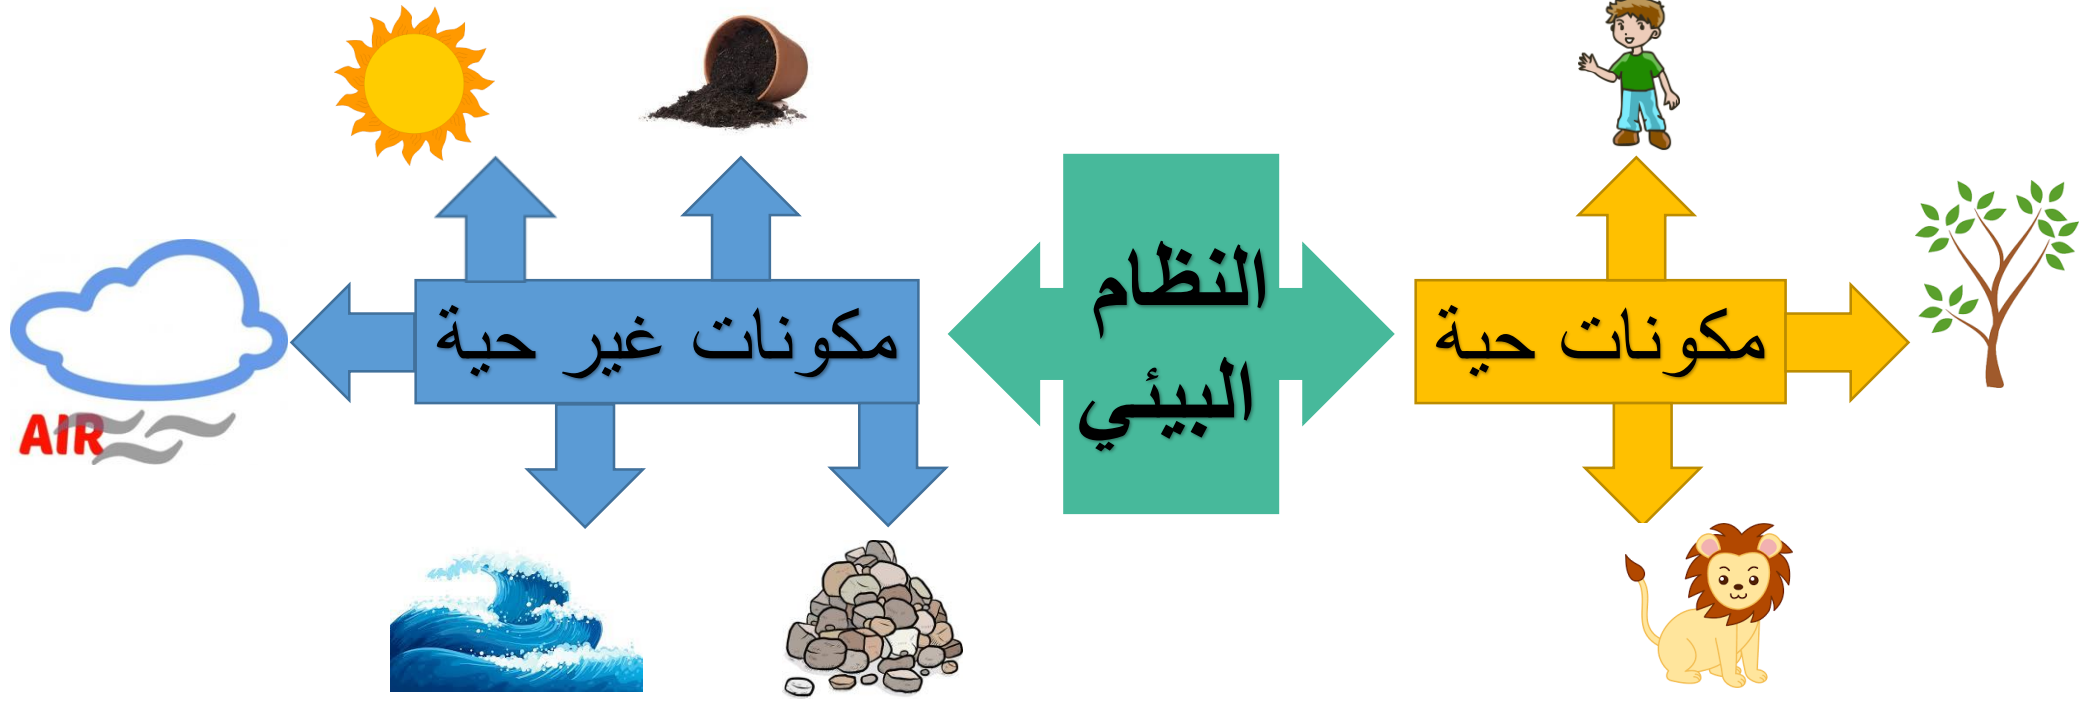 النظام
البيئي
مكونات حية
مكونات غير حية
AIR